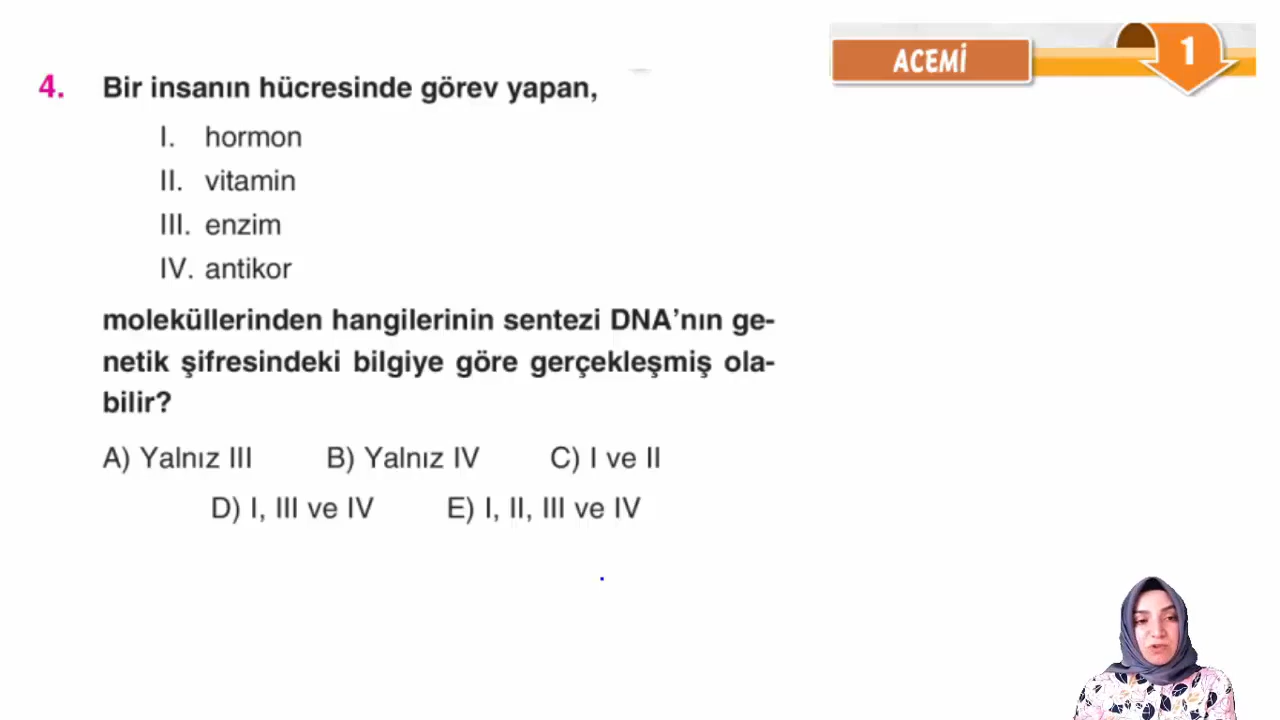 ACEMİ
1
4. Bir insanın hücresinde görev yapan,
I. hormon
II. vitamin
III. enzim
IV. antikor
moleküllerinden hangilerinin sentezi DNA’nın ge-
netik şifresindeki bilgiye göre gerçekleşmiş ola-
bilir?
A) Yalnız III B) Yalnız IV C) I ve II
D) I, III ve IV E) I, II, III ve IV